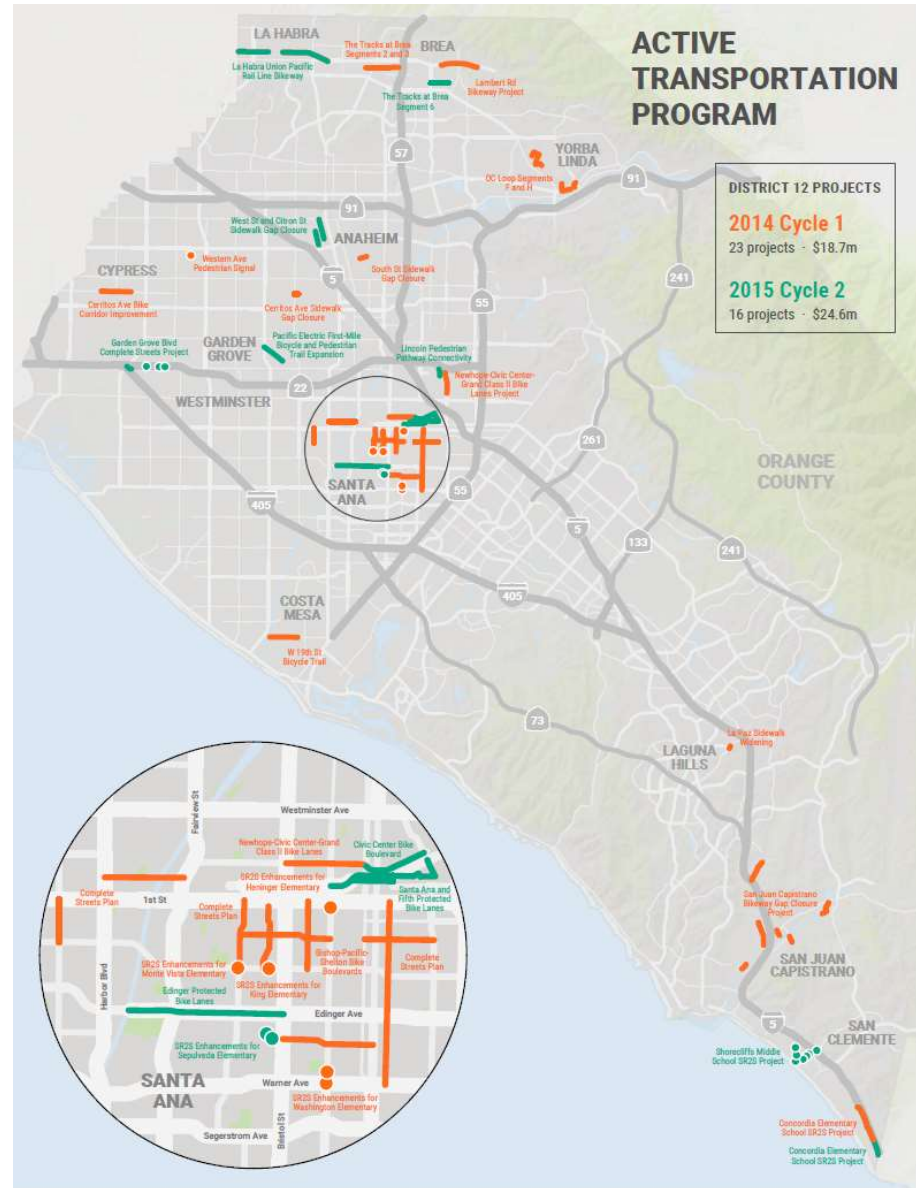 ACTIVE
TRANSPORTATION
PROGRAM
DISTRICT 12 PROJECTS
2014 Cycle 1
23 projects - $18.7m
2015 Cycle 2
16 projects - $24.6m
LA HABRA
La Habra Union Pacific
Rail Line Bikeway
The Tracks at Brea
Segments 2 and 3
BREA
Lambert Rd
Bikeway Project
The Tracks at Brea
Segment 6
57
YORBA
LINDA
OC Loop Segments
F and H
91
91
West St and Citron St
Sidewalk Gap Closure
ANAHEIM
Western Ave
Pedestrian Signal
South St Sidewalk
Gap Closure
5
241
CYPRESS
Cerritos Ave Bike
Corridor Improvement
Cerritos Ave Sidewalk
Gap Closure
55
Garden Grove Blvd
Complete Streets Project
GARDEN
GROVE
Pacific Electric First-Mile
Bicycle and Pedestrian
Trail Expansion
Lincoln Pedestrian
Pathway Connectivity
Newhope-Civic Center-
Grand Class II Bike
Lanes Project
22
WESTMINSTER
261
ORANGE
COUNTY
SANTA
ANA
55
405
5
133
241
405
COSTA
MESA
W 19th St
Bicycle Trail
73
La Paz Sidewalk
Widening
LAGUNA
HILLS
San Juan Capistrano
Bikeway Gap Closure
Project
SAN JUAN
CAPISTRANO
5
SAN
CLEMENTE
Shorecliffs Middle
School SR2S Project
Concordia Elementary
School SR2S Project
Concordia Elementary
School SR2S Project
Fairview St
Westminster Ave
Newhope-Civic Center-Grand
Class II Bike Lanes
Civic Center Bike
Boulevard
SR2S Enhancements for
Heninger Elementary
Santa Ana and
Fifth Protected
Bike Lanes
Complete
Streets Plan
1st St
Complete
Streets Plan
Bishop-Pacific-
Shelton Bike
Boulevards
Complete
Streets Plan
SR2S Enhancements for
Monte Vista Elementary
SR2S Enhancements for
King Elementary
Harbor Blvd
Edinger Protected
Bike Lanes
Edinger Ave
SR2S Enhancements for
Sepulveda Elementary
SANTA
ANA
Warner Ave
SR2S Enhancements for
Washington Elementary
Bristol St
Segerstrom Ave